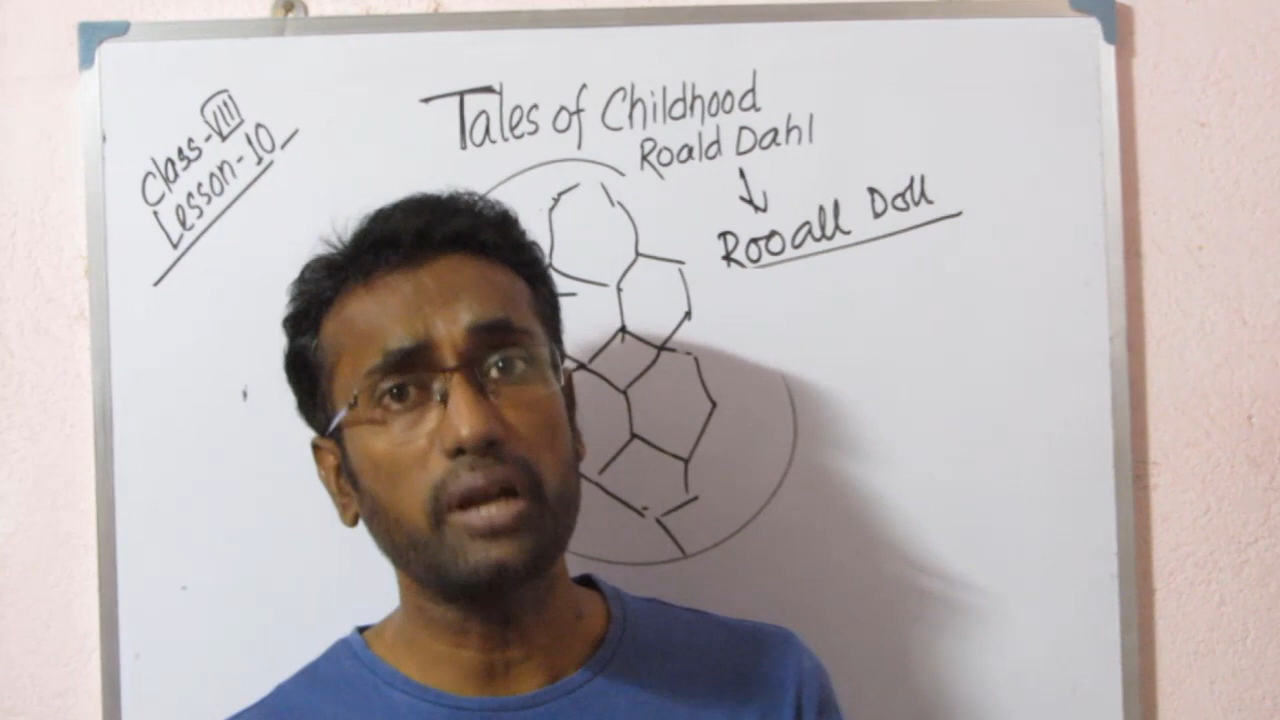 Class-VIII
Lesson-10
Tales of Childhood
Roald Dahl
Rooall Doll